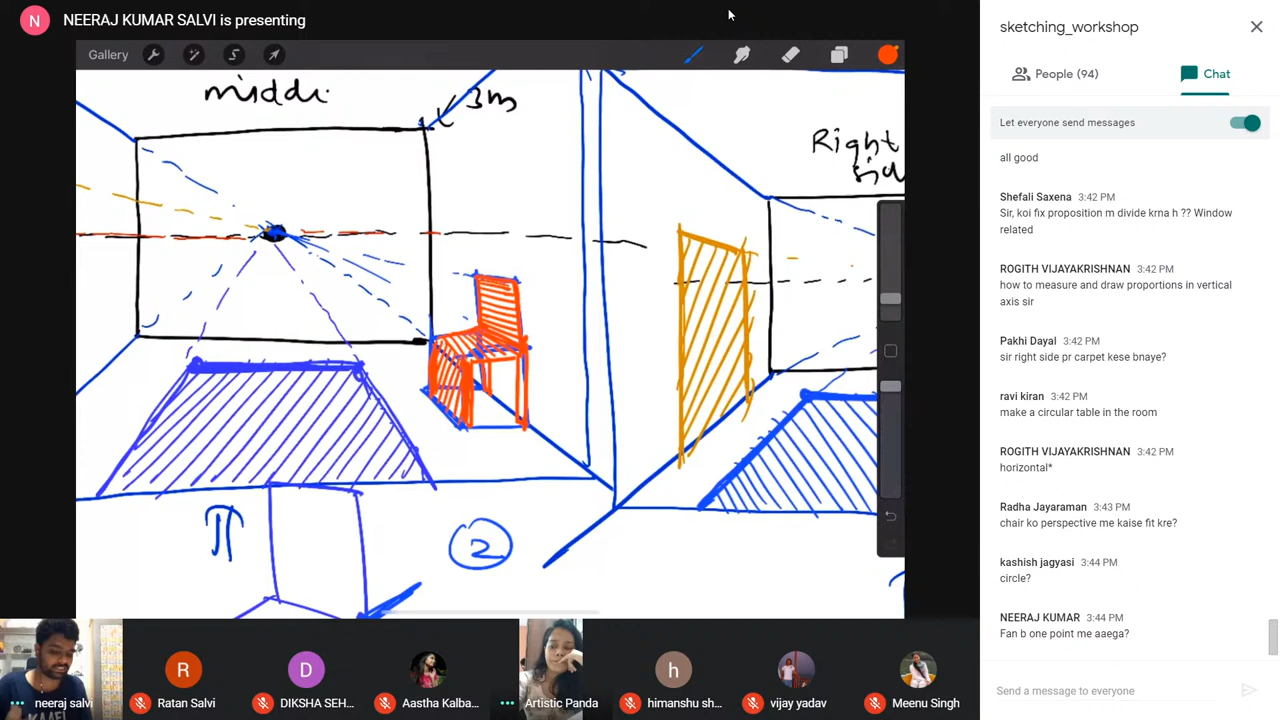 NEERAJ KUMAR SALVI is presenting
N
Gallery
middl.
3m
Right
sid
2
sketching_workshop
People (94)
Chat
Let everyone send messages
all good
Shefali Saxena 3:42 PM
Sir, koi fix proposition m divide krna h ?? Window
related
ROGITH VIJAYAKRISHNAN 3:42 PM
how to measure and draw proportions in vertical
axis sir
Pakhi Dayal 3:42 PM
sir right side pr carpet kese bnaye?
ravi kiran 3:42 PM
make a circular table in the room
ROGITH VIJAYAKRISHNAN 3:42 PM
horizontal*
Radha Jayaraman 3:43 PM
chair ko perspective me kaise fit kre?
kashish jagyasi 3:44 PM
circle?
NEERAJ KUMAR 3:44 PM
Fan b one point me aaega?
Send a message to everyone
R
D
h
neeraj salvi
Ratan Salvi
DIKSHA SEH...
Aastha Kalba...
Artistic Panda
himanshu sh...
vijay yadav
Meenu Singh